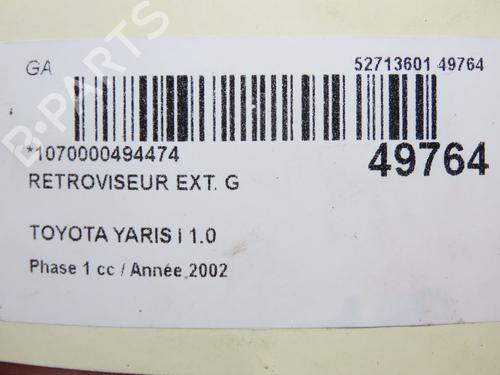 B-PARTS
GA
52713601 49764
*1070000494474
49764
RETROVISEUR EXT. G
TOYOTA YARIS I 1.0
Phase 1 cc / Année 2002